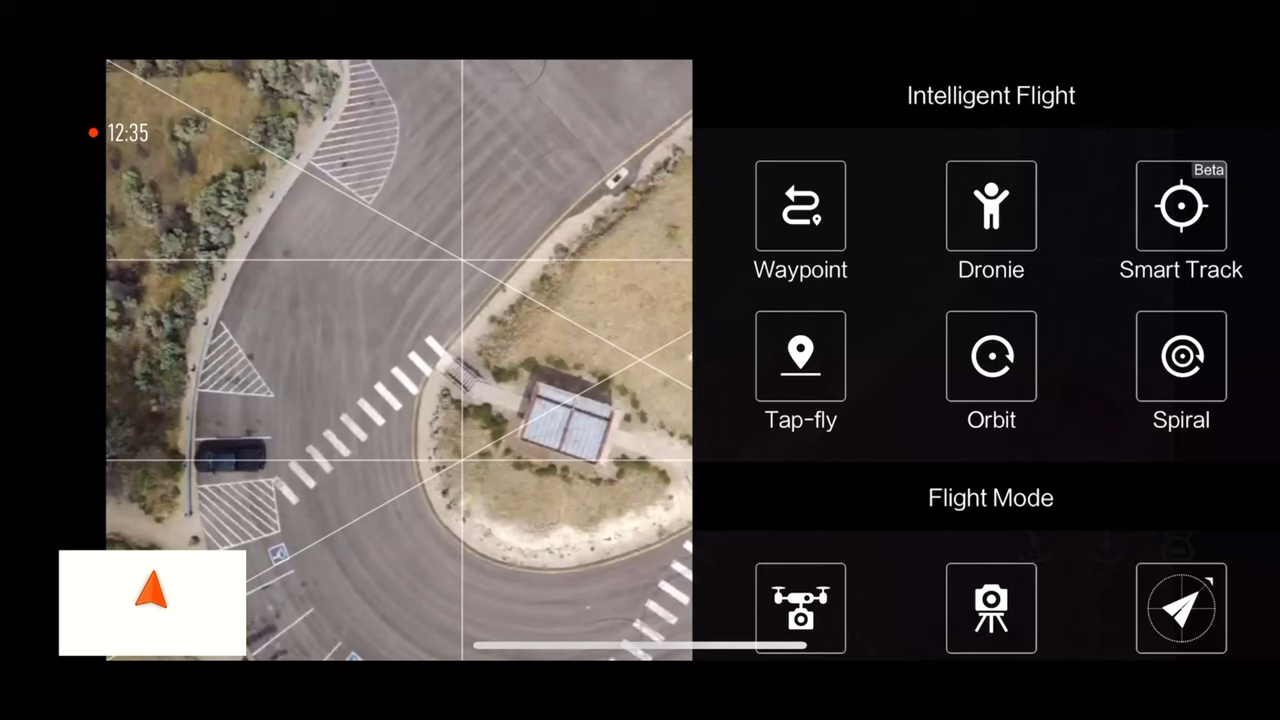 12:35
Intelligent Flight
Beta
Waypoint
Dronie
Smart Track
Tap-fly
Orbit
Spiral
Flight Mode